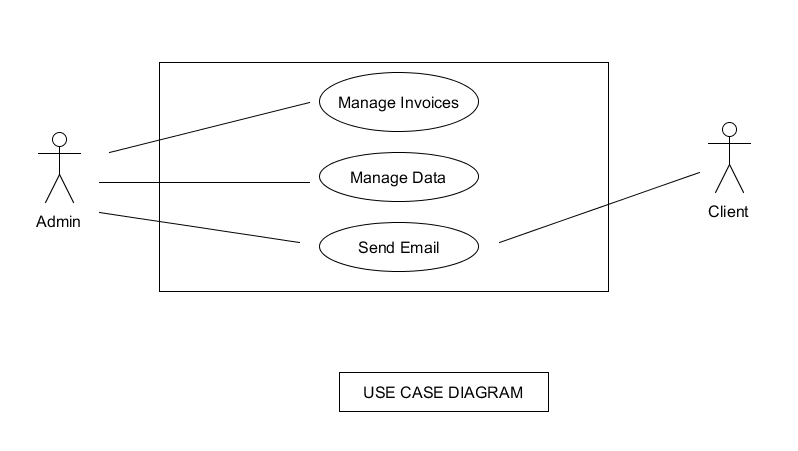 Manage Invoices
Manage Data
Admin
Client
Send Email
USE CASE DIAGRAM